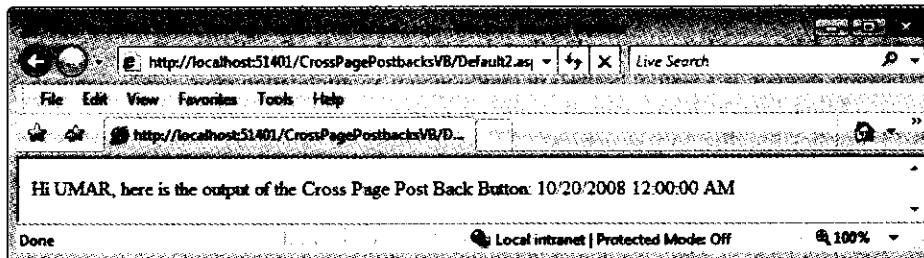 http://localhost:51401/CrossPagePostbacksVB/Default2.asp
Live Search
File Edit View Favorites Tools Help
http://localhost:51401/CrossPagePostbacksVB/D...
Hi UMAR, here is the output of the Cross Page Post Back Button: 10/20/2008 12:00:00 AM
Done
Local intranet | Protected Mode: Off
100%